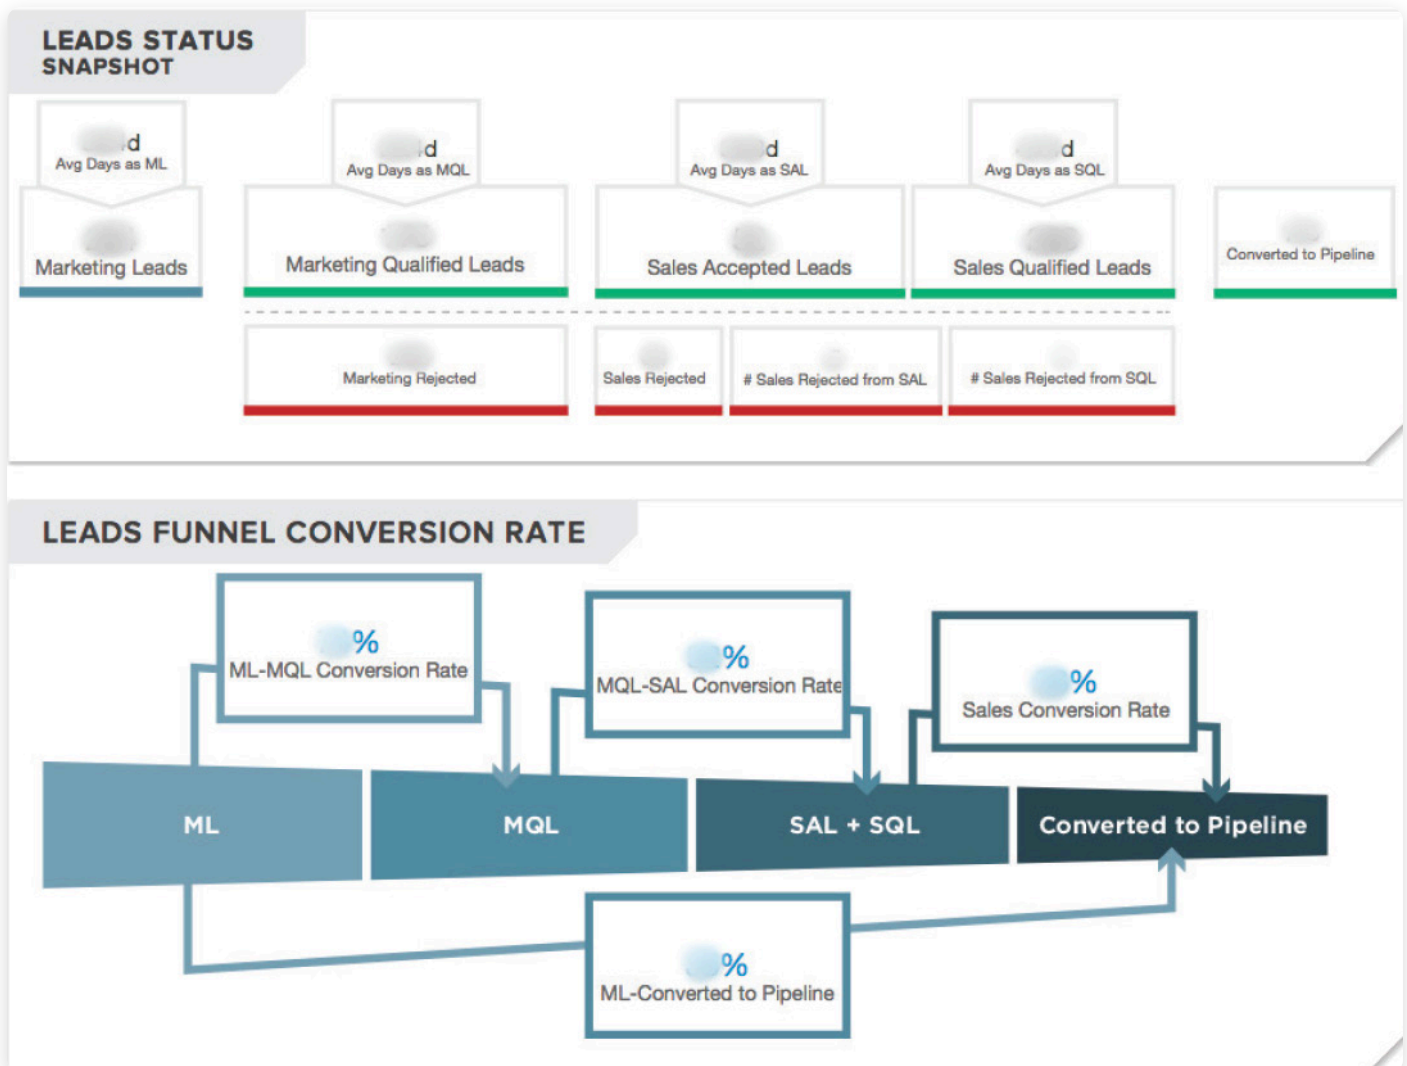 LEADS STATUS
SNAPSHOT
d
Avg Days as ML
d
Avg Days as MQL
d
Avg Days as SAL
d
Avg Days as SQL
Marketing Leads
Marketing Qualified Leads
Sales Accepted Leads
Sales Qualified Leads
Converted to Pipeline
Marketing Rejected
Sales Rejected
# Sales Rejected from SAL
# Sales Rejected from SQL
LEADS FUNNEL CONVERSION RATE
%
ML-MQL Conversion Rate
%
MQL-SAL Conversion Rate
%
Sales Conversion Rate
ML
MQL
SAL + SQL
Converted to Pipeline
%
ML-Converted to Pipeline